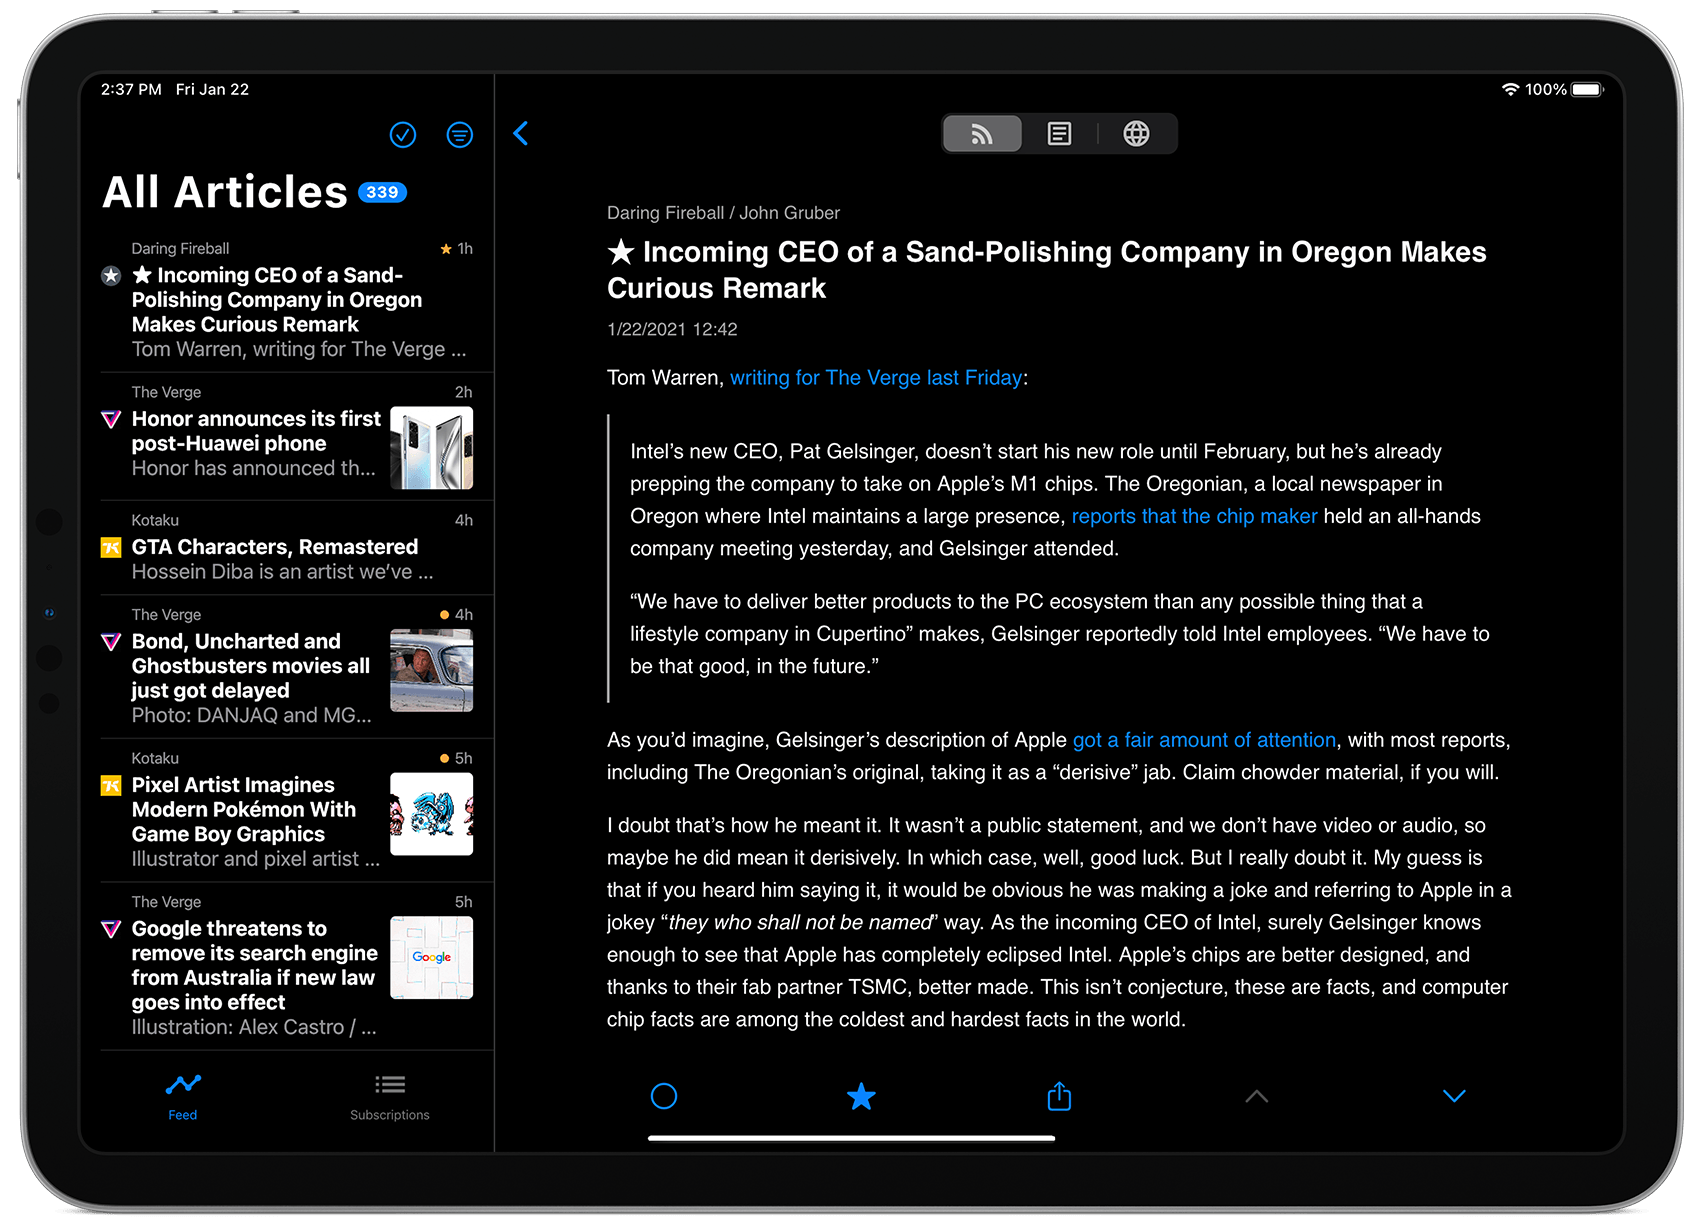 2:37 PM Fri Jan 22
100%
All Articles 339
Daring Fireball ★ 1h
★ Incoming CEO of a Sand-
Polishing Company in Oregon
Makes Curious Remark
Tom Warren, writing for The Verge ...
The Verge 2h
Honor announces its first
post-Huawei phone
Honor has announced th...
Kotaku 4h
GTA Characters, Remastered
Hossein Diba is an artist we’ve ...
The Verge 4h
Bond, Uncharted and
Ghostbusters movies all
just got delayed
Photo: DANJAQ and MG...
Kotaku 5h
Pixel Artist Imagines
Modern Pokémon With
Game Boy Graphics
Illustrator and pixel artist ...
The Verge 5h
Google threatens to
remove its search engine
from Australia if new law
goes into effect
Illustration: Alex Castro / ...
Google
Feed
Subscriptions
Daring Fireball / John Gruber
★ Incoming CEO of a Sand-Polishing Company in Oregon Makes
Curious Remark
1/22/2021 12:42
Tom Warren, writing for The Verge last Friday:
Intel’s new CEO, Pat Gelsinger, doesn’t start his new role until February, but he’s already
prepping the company to take on Apple’s M1 chips. The Oregonian, a local newspaper in
Oregon where Intel maintains a large presence, reports that the chip maker held an all-hands
company meeting yesterday, and Gelsinger attended.
“We have to deliver better products to the PC ecosystem than any possible thing that a
lifestyle company in Cupertino” makes, Gelsinger reportedly told Intel employees. “We have to
be that good, in the future.”
As you’d imagine, Gelsinger’s description of Apple got a fair amount of attention, with most reports,
including The Oregonian’s original, taking it as a “derisive” jab. Claim chowder material, if you will.
I doubt that’s how he meant it. It wasn’t a public statement, and we don’t have video or audio, so
maybe he did mean it derisively. In which case, well, good luck. But I really doubt it. My guess is
that if you heard him saying it, it would be obvious he was making a joke and referring to Apple in a
jokey “they who shall not be named” way. As the incoming CEO of Intel, surely Gelsinger knows
enough to see that Apple has completely eclipsed Intel. Apple’s chips are better designed, and
thanks to their fab partner TSMC, better made. This isn’t conjecture, these are facts, and computer
chip facts are among the coldest and hardest facts in the world.